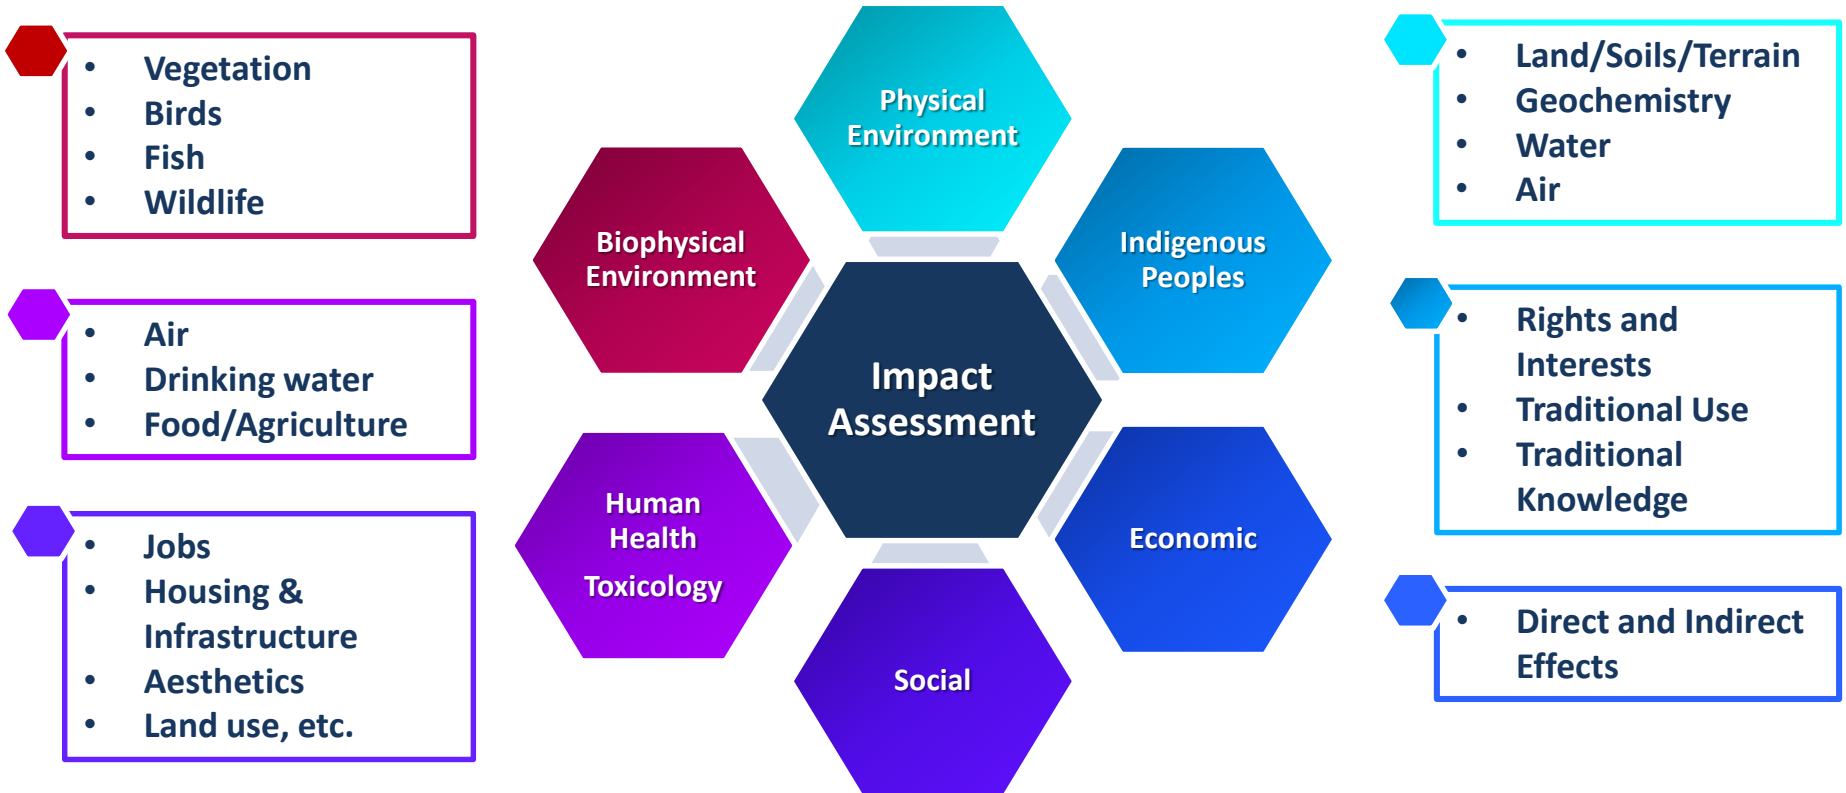 • Vegetation
• Birds
• Fish
• Wildlife
• Air
• Drinking water
• Food/Agriculture
• Jobs
• Housing &
Infrastructure
• Aesthetics
• Land use, etc.
Physical
Environment
Biophysical
Environment
Indigenous
Peoples
Impact
Assessment
Human
Health
Toxicology
Economic
Social
• Land/Soils/Terrain
• Geochemistry
• Water
• Air
• Rights and
Interests
• Traditional Use
• Traditional
Knowledge
• Direct and Indirect
Effects